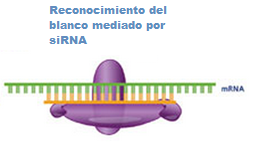 Reconocimiento del
blanco mediado por
siRNA
mRNA